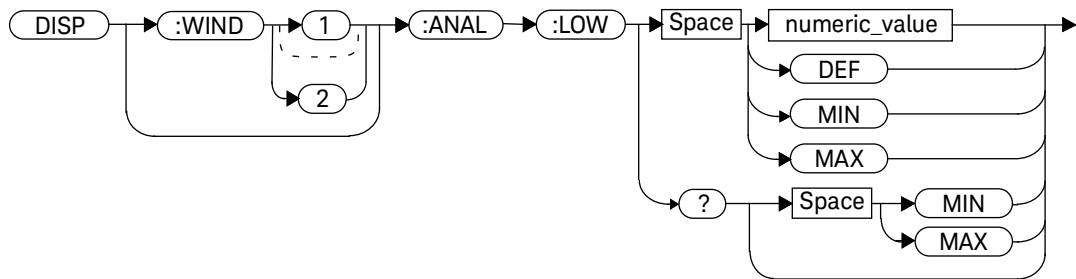 DISP :WIND 1 :ANAL :LOW Space numeric_value
2 DEF
MIN
MAX
? Space MIN
MAX